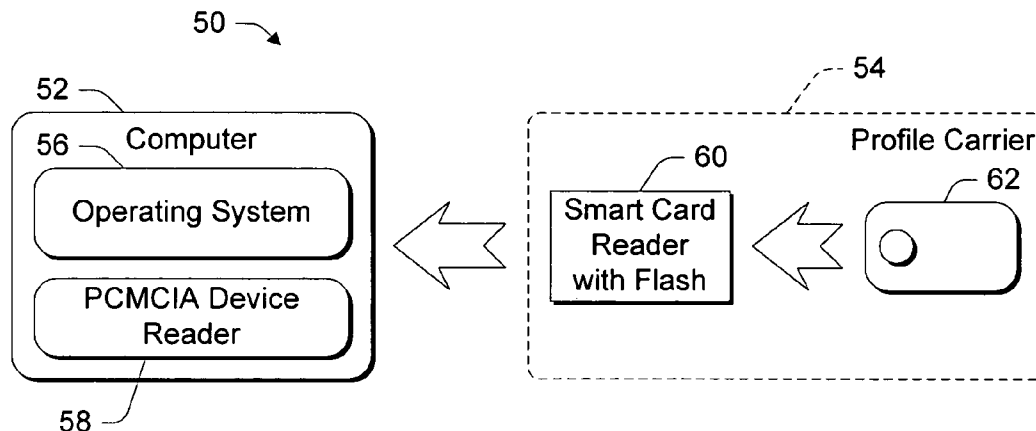 50
52
54
Computer
56
Operating System
PCMCIA Device
Reader
58
Profile Carrier
60
62
Smart Card
Reader
with Flash